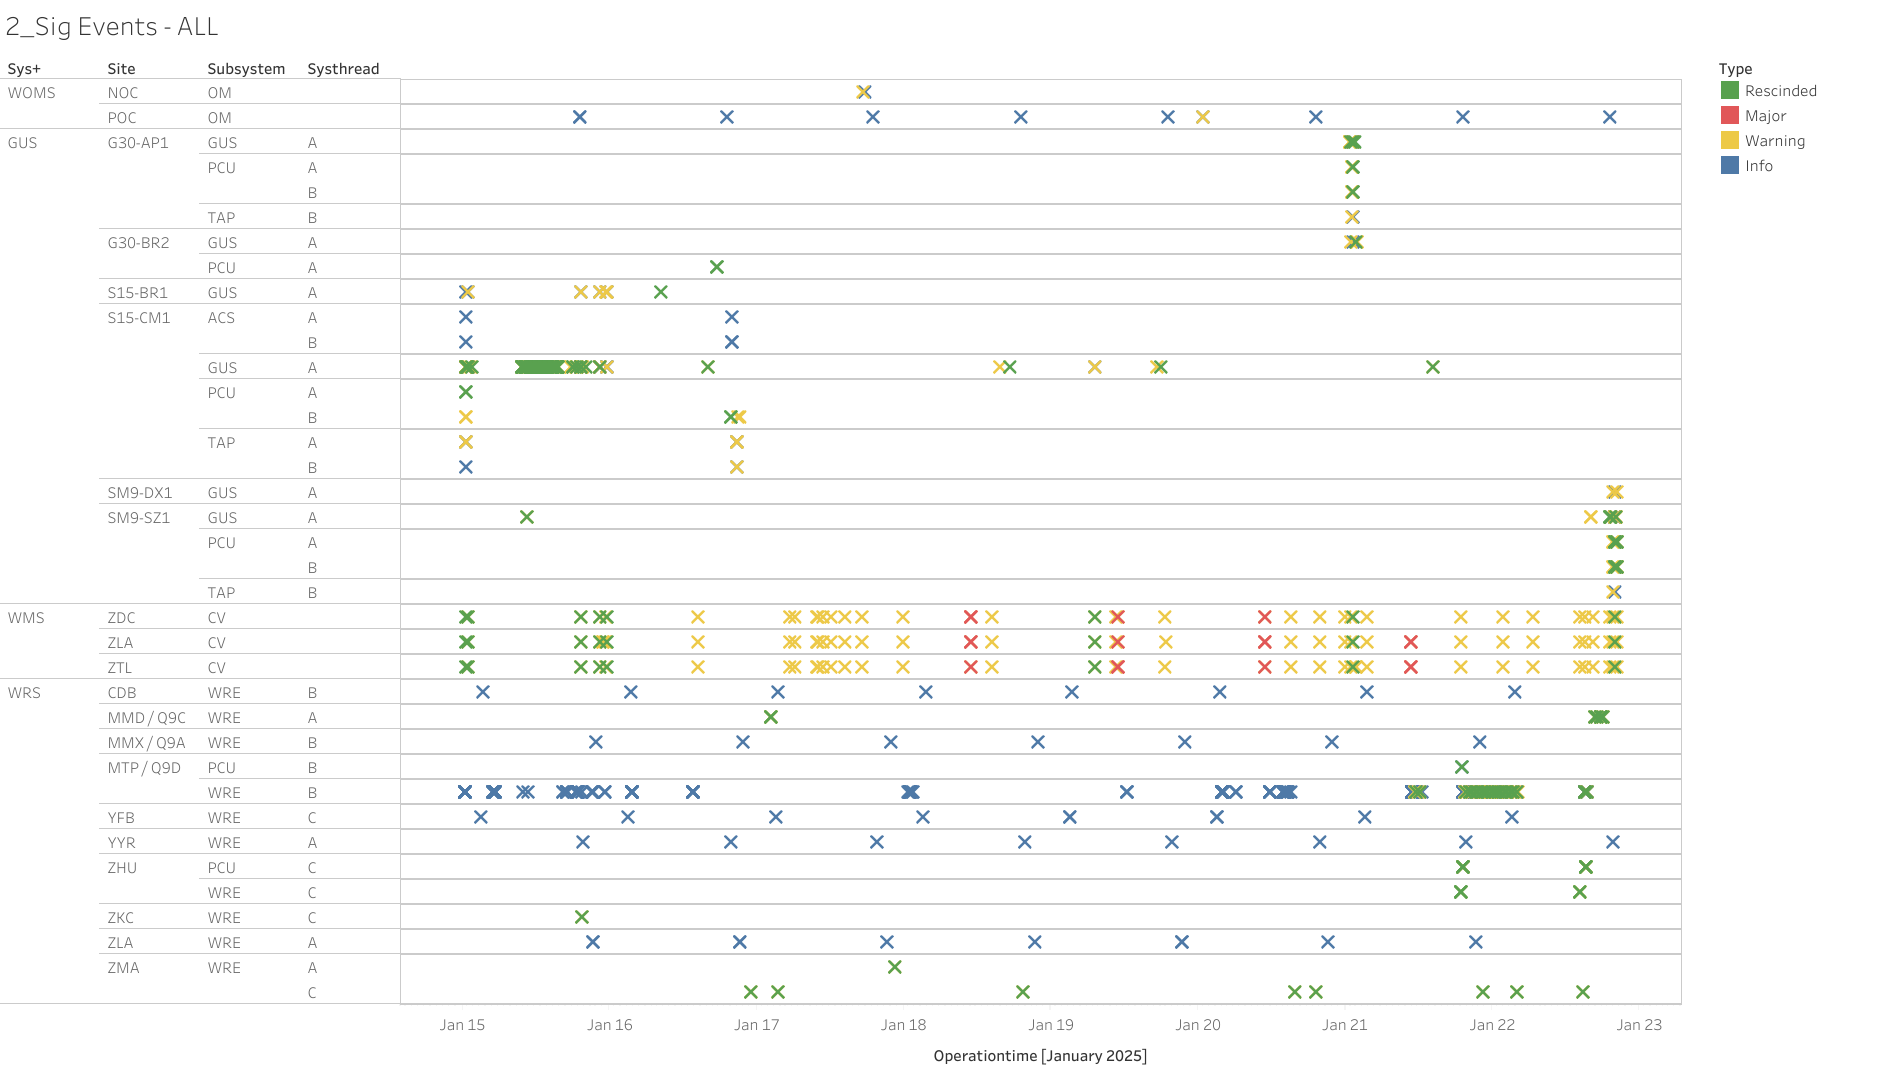 2_Sig Events - ALL
Sys+ Site Subsystem Systhread
WOMS NOC OM
POC OM
GUS G30-AP1 GUS A
PCU A
B
TAP B
G30-BR2 GUS A
PCU A
S15-BR1 GUS A
S15-CM1 ACS A
B
GUS A
PCU A
B
TAP A
B
SM9-DX1 GUS A
SM9-SZ1 GUS A
PCU A
B
TAP B
WMS ZDC CV
ZLA CV
ZTL CV
WRS CDB WRE B
MMD / Q9C WRE A
MMX / Q9A WRE B
MTP / Q9D PCU B
WRE B
YFB WRE C
YYR WRE A
ZHU PCU C
WRE C
ZKC WRE C
ZLA WRE A
ZMA WRE A
C
Jan 15 Jan 16 Jan 17 Jan 18 Jan 19 Jan 20 Jan 21 Jan 22 Jan 23
Operationtime [January 2025]
Type
Rescinded
Major
Warning
Info